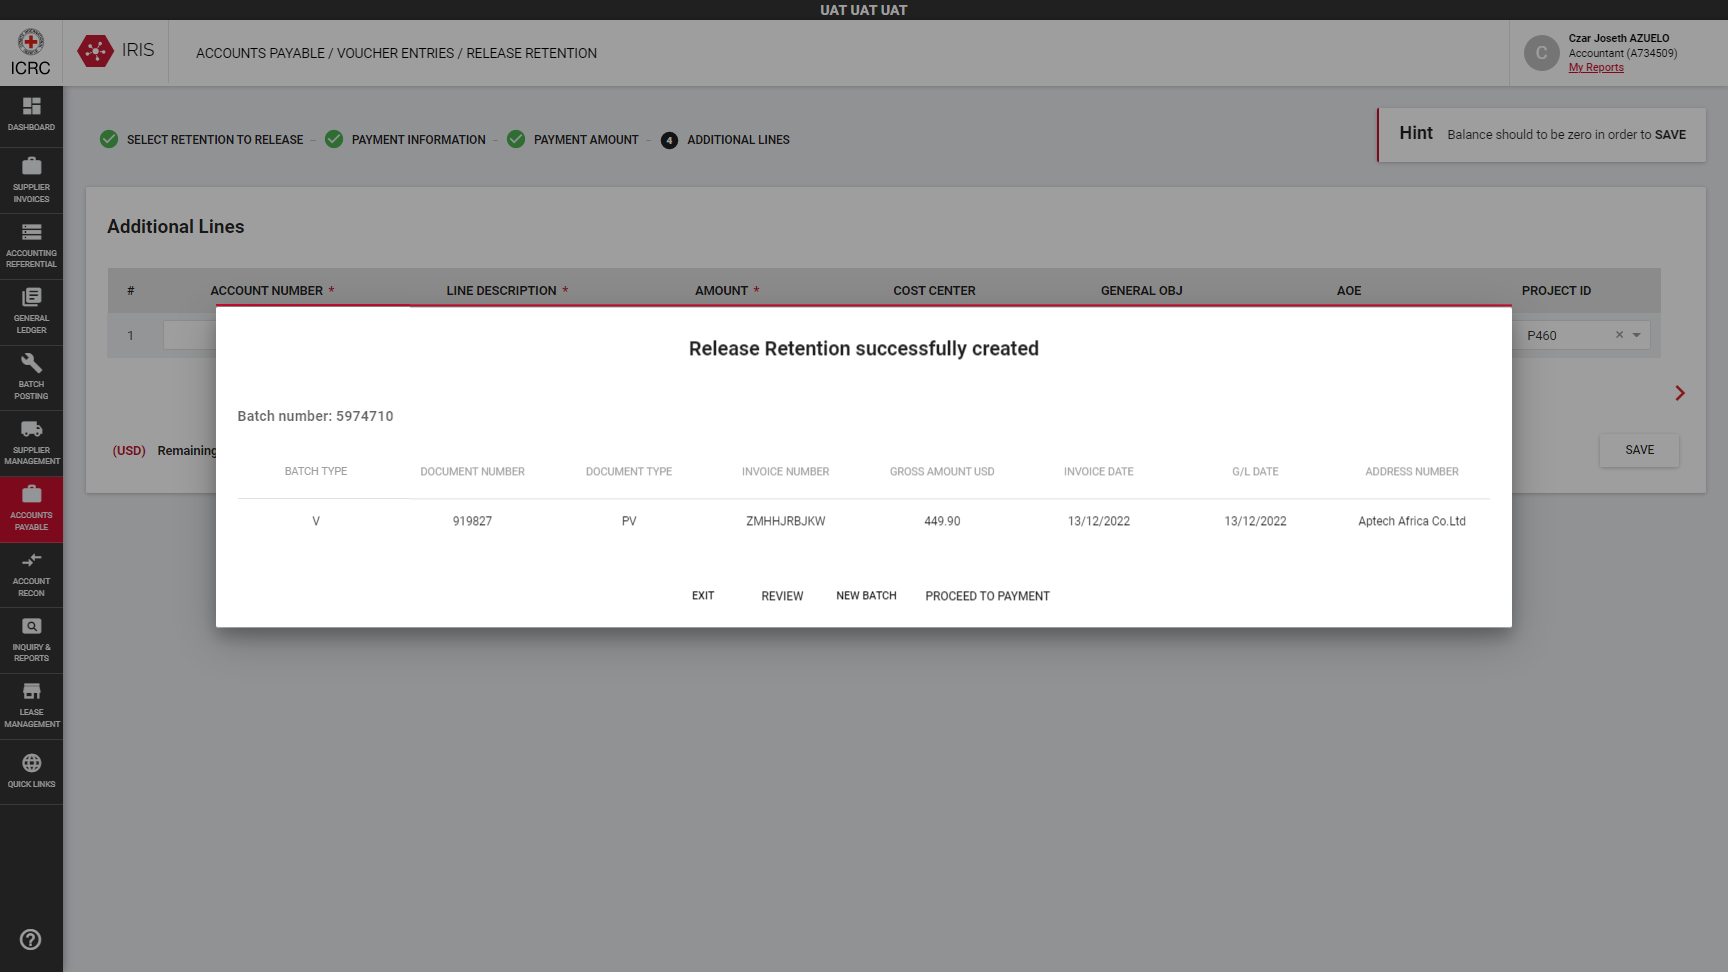 UAT UAT UAT
ICRC
IRIS
ACCOUNTS PAYABLE / VOUCHER ENTRIES / RELEASE RETENTION
C
Czar Joseth AZUELO
Accountant (A734509)
My Reports
DASHBOARD
SUPPLIER
INVOICES
ACCOUNTING
REFERENTIAL
GENERAL
LEDGER
BATCH
POSTING
SUPPLIER
MANAGEMENT
ACCOUNTS
PAYABLE
ACCOUNT
RECON
INQUIRY &
REPORTS
LEASE
MANAGEMENT
QUICK LINKS
SELECT RETENTION TO RELEASE
PAYMENT INFORMATION
PAYMENT AMOUNT
4 ADDITIONAL LINES
Hint Balance should to be zero in order to SAVE
Additional Lines
# ACCOUNT NUMBER * LINE DESCRIPTION * AMOUNT * COST CENTER GENERAL OBJ AOE PROJECT ID
1 P460
(USD) Remaining
SAVE
Release Retention successfully created
Batch number: 5974710
BATCH TYPE DOCUMENT NUMBER DOCUMENT TYPE INVOICE NUMBER GROSS AMOUNT USD INVOICE DATE G/L DATE ADDRESS NUMBER
V 919827 PV ZMHHJRBJKW 449.90 13/12/2022 13/12/2022 Aptech Africa Co.Ltd
EXIT REVIEW NEW BATCH PROCEED TO PAYMENT